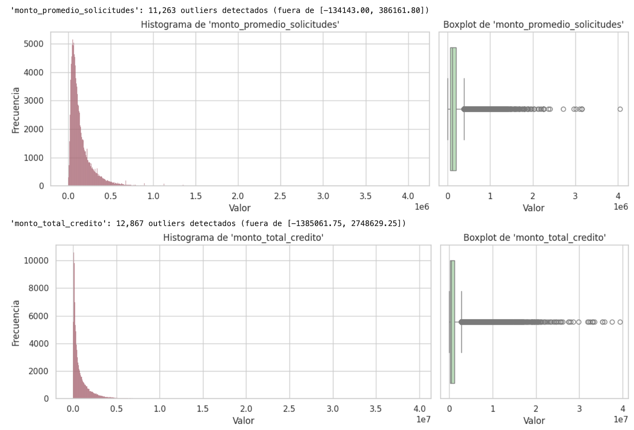 'monto_promedio_solicitudes': 11,263 outliers detectados (fuera de [-134143.00, 386161.80])
Histograma de 'monto_promedio_solicitudes'
Boxplot de 'monto_promedio_solicitudes'
Frecuencia
5000
4000
3000
2000
1000
0
0.0 0.5 1.0 1.5 2.0 2.5 3.0 3.5 4.0
1e6
Valor
0 1 2 3 4
1e6
Valor
'monto_total_credito': 12,867 outliers detectados (fuera de [-1385061.75, 2748629.25])
Histograma de 'monto_total_credito'
Boxplot de 'monto_total_credito'
Frecuencia
10000
8000
6000
4000
2000
0
0.0 0.5 1.0 1.5 2.0 2.5 3.0 3.5 4.0
1e7
Valor
0 1 2 3 4
1e7
Valor